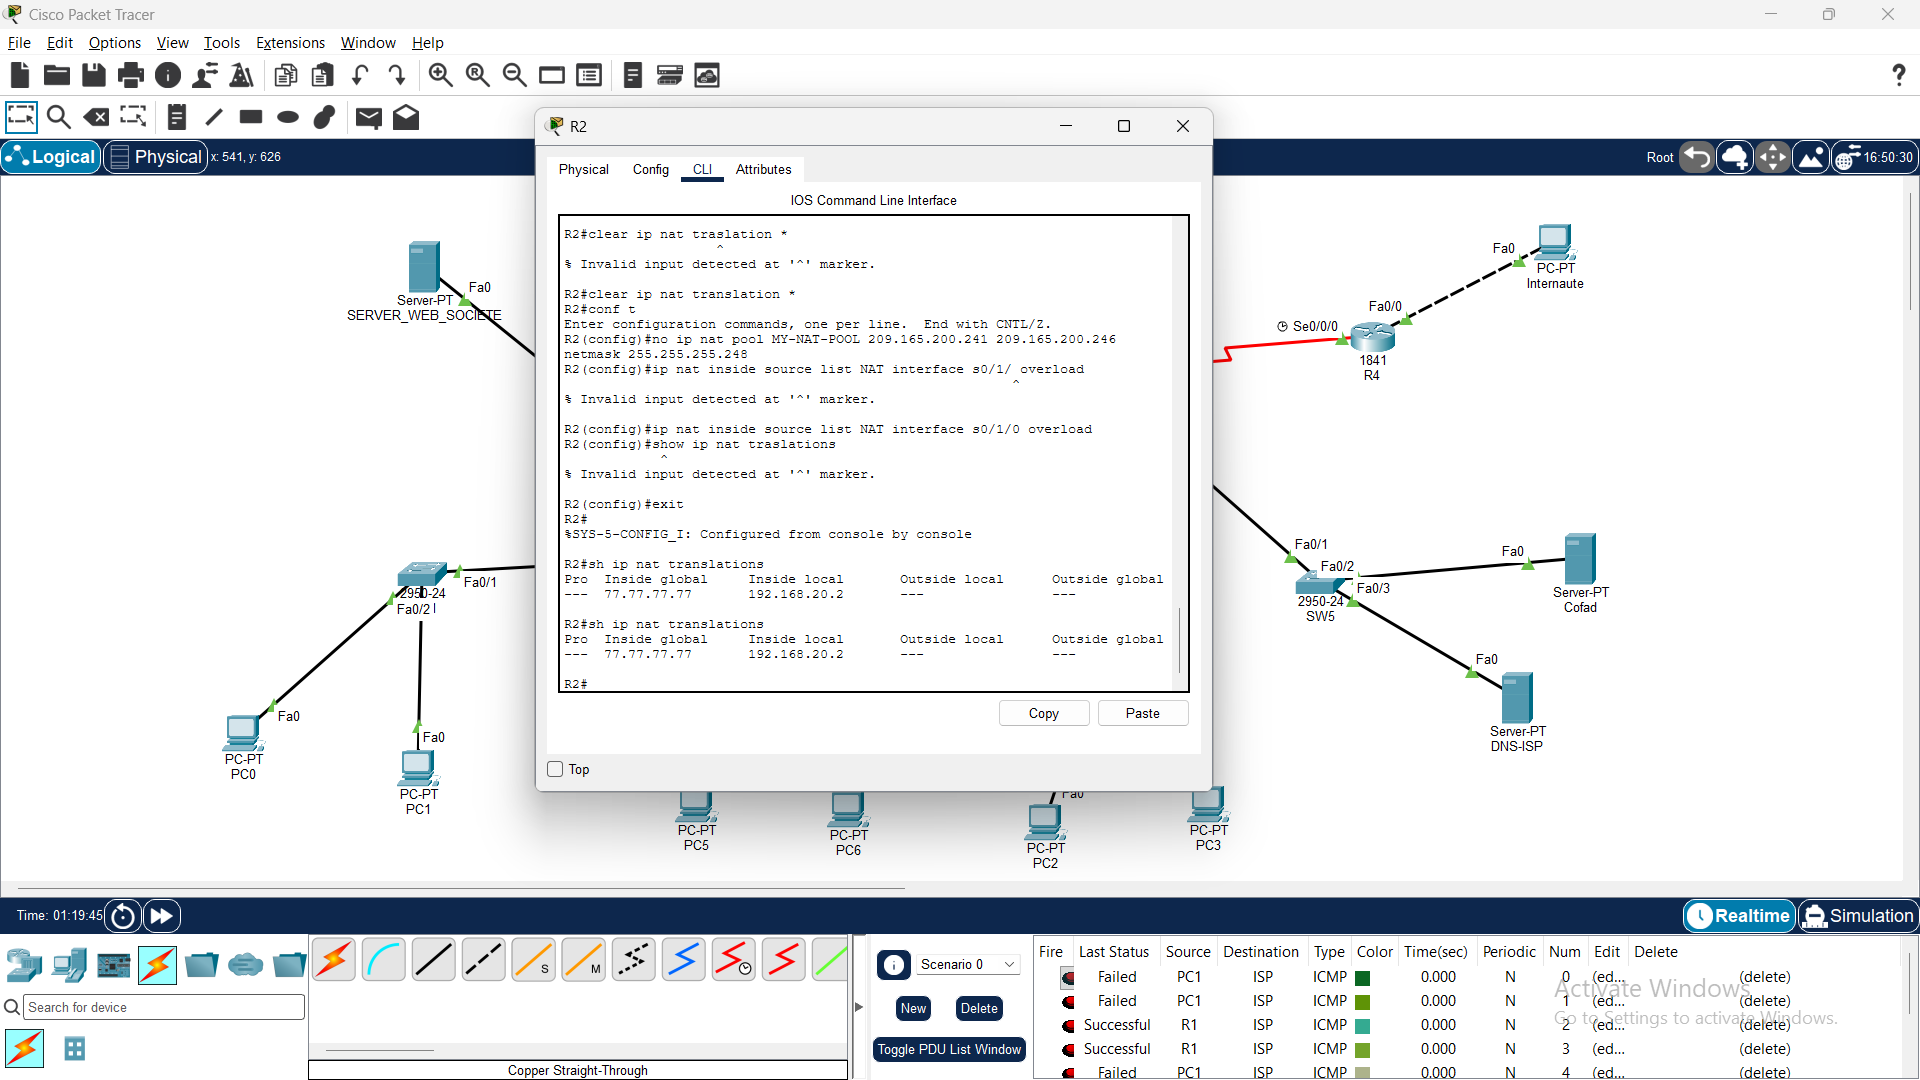 Cisco Packet Tracer
File Edit Options View Tools Extensions Window Help
Logical Physical x: 541, y: 626
Root 16:50:30
R2
Physical Config CLI Attributes
IOS Command Line Interface
R2#clear ip nat traslation *
^
% Invalid input detected at '^' marker.
R2#clear ip nat translation *
R2#conf t
Enter configuration commands, one per line. End with CNTL/Z.
R2(config)#no ip nat pool MY-NAT-POOL 209.165.200.241 209.165.200.246
netmask 255.255.255.248
R2(config)#ip nat inside source list NAT interface s0/1/ overload
^
% Invalid input detected at '^' marker.
R2(config)#ip nat inside source list NAT interface s0/1/0 overload
R2(config)#show ip nat traslations
^
% Invalid input detected at '^' marker.
R2(config)#exit
R2#
%SYS-5-CONFIG_I: Configured from console by console
R2#sh ip nat translations
Pro Inside global Inside local Outside local Outside global
--- 77.77.77.77 192.168.20.2 --- ---
R2#sh ip nat translations
Pro Inside global Inside local Outside local Outside global
--- 77.77.77.77 192.168.20.2 --- ---
R2#
Copy Paste
Top
Fa0
Server-PT
SERVER_WEB_SOCIETE
Fa0/1
2950-24
Fa0/2
Fa0
PC-PT
PC0
Fa0
PC-PT
PC1
PC-PT
PC5
PC-PT
PC6
Fa0
PC-PT
PC2
PC-PT
PC3
Fa0
PC-PT
Internaute
Fa0/0
Se0/0/0
1841
R4
Fa0/1
Fa0/2
Fa0/3
2950-24
SW5
Fa0
Server-PT
Cofad
Fa0
Server-PT
DNS-ISP
Time: 01:19:45
Realtime Simulation
Search for device
S
M
Copper Straight-Through
Scenario 0
New Delete
Toggle PDU List Window
Fire Last Status Source Destination Type Color Time(sec) Periodic Num Edit Delete
Failed PC1 ISP ICMP 0.000 N 0 (ed... (delete)
Failed PC1 ISP ICMP 0.000 N 1 (ed... (delete)
Successful R1 ISP ICMP 0.000 N 2 (ed... (delete)
Successful R1 ISP ICMP 0.000 N 3 (ed... (delete)
Failed PC1 ISP ICMP 0.000 N 4 (ed... (delete)
Activate Windows
Go to Settings to activate Windows.